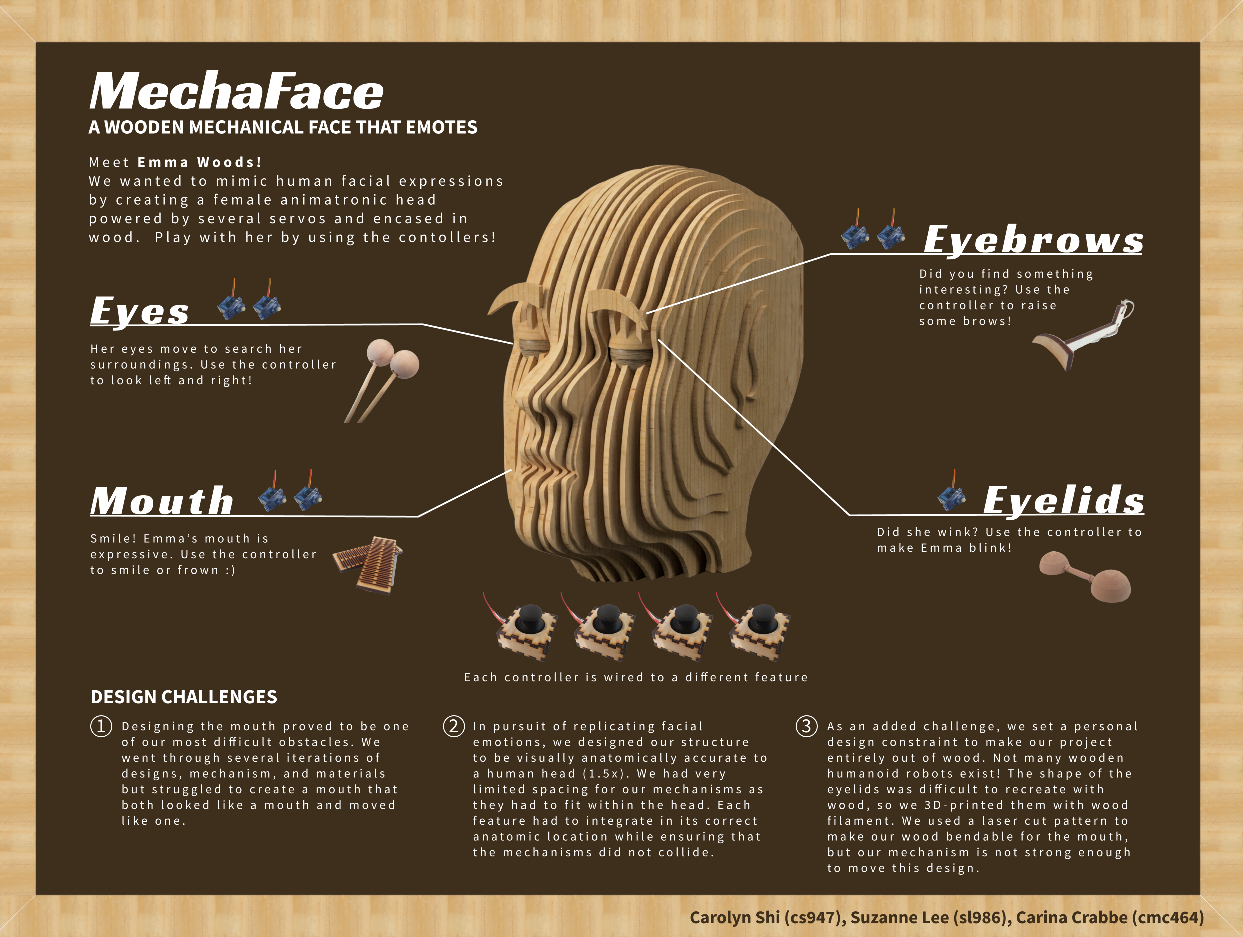 MechaFace
A WOODEN MECHANICAL FACE THAT EMOTES
Meet Emma Woods!
We wanted to mimic human facial expressions
by creating a female animatronic head
powered by several servos and encased in
wood.  Play with her by using the contollers!
Eyes
Her eyes move to search her
surroundings. Use the controller
to look left and right!
Eyebrows
Did you find something
interesting? Use the
controller to raise
some brows!
Mouth
Smile! Emma's mouth is
expressive. Use the controller
to smile or frown :)
Eyelids
Did she wink? Use the controller to
make Emma blink!
Each controller is wired to a different feature
DESIGN CHALLENGES
1
Designing the mouth proved to be one
of our most difficult obstacles. We
went through several iterations of
designs, mechanism, and materials
but struggled to create a mouth that
both looked like a mouth and moved
like one.
2
In pursuit of replicating facial
emotions, we designed our structure
to be visually anatomically accurate to
a human head (1.5x). We had very
limited spacing for our mechanisms as
they had to fit within the head. Each
feature had to integrate in its correct
anatomic location while ensuring that
the mechanisms did not collide.
3
As an added challenge, we set a personal
design constraint to make our project
entirely out of wood. Not many wooden
humanoid robots exist! The shape of the
eyelids was difficult to recreate with
wood, so we 3D-printed them with wood
filament. We used a laser cut pattern to
make our wood bendable for the mouth,
but our mechanism is not strong enough
to move this design.
Carolyn Shi (cs947), Suzanne Lee (sl986), Carina Crabbe (cmc464)